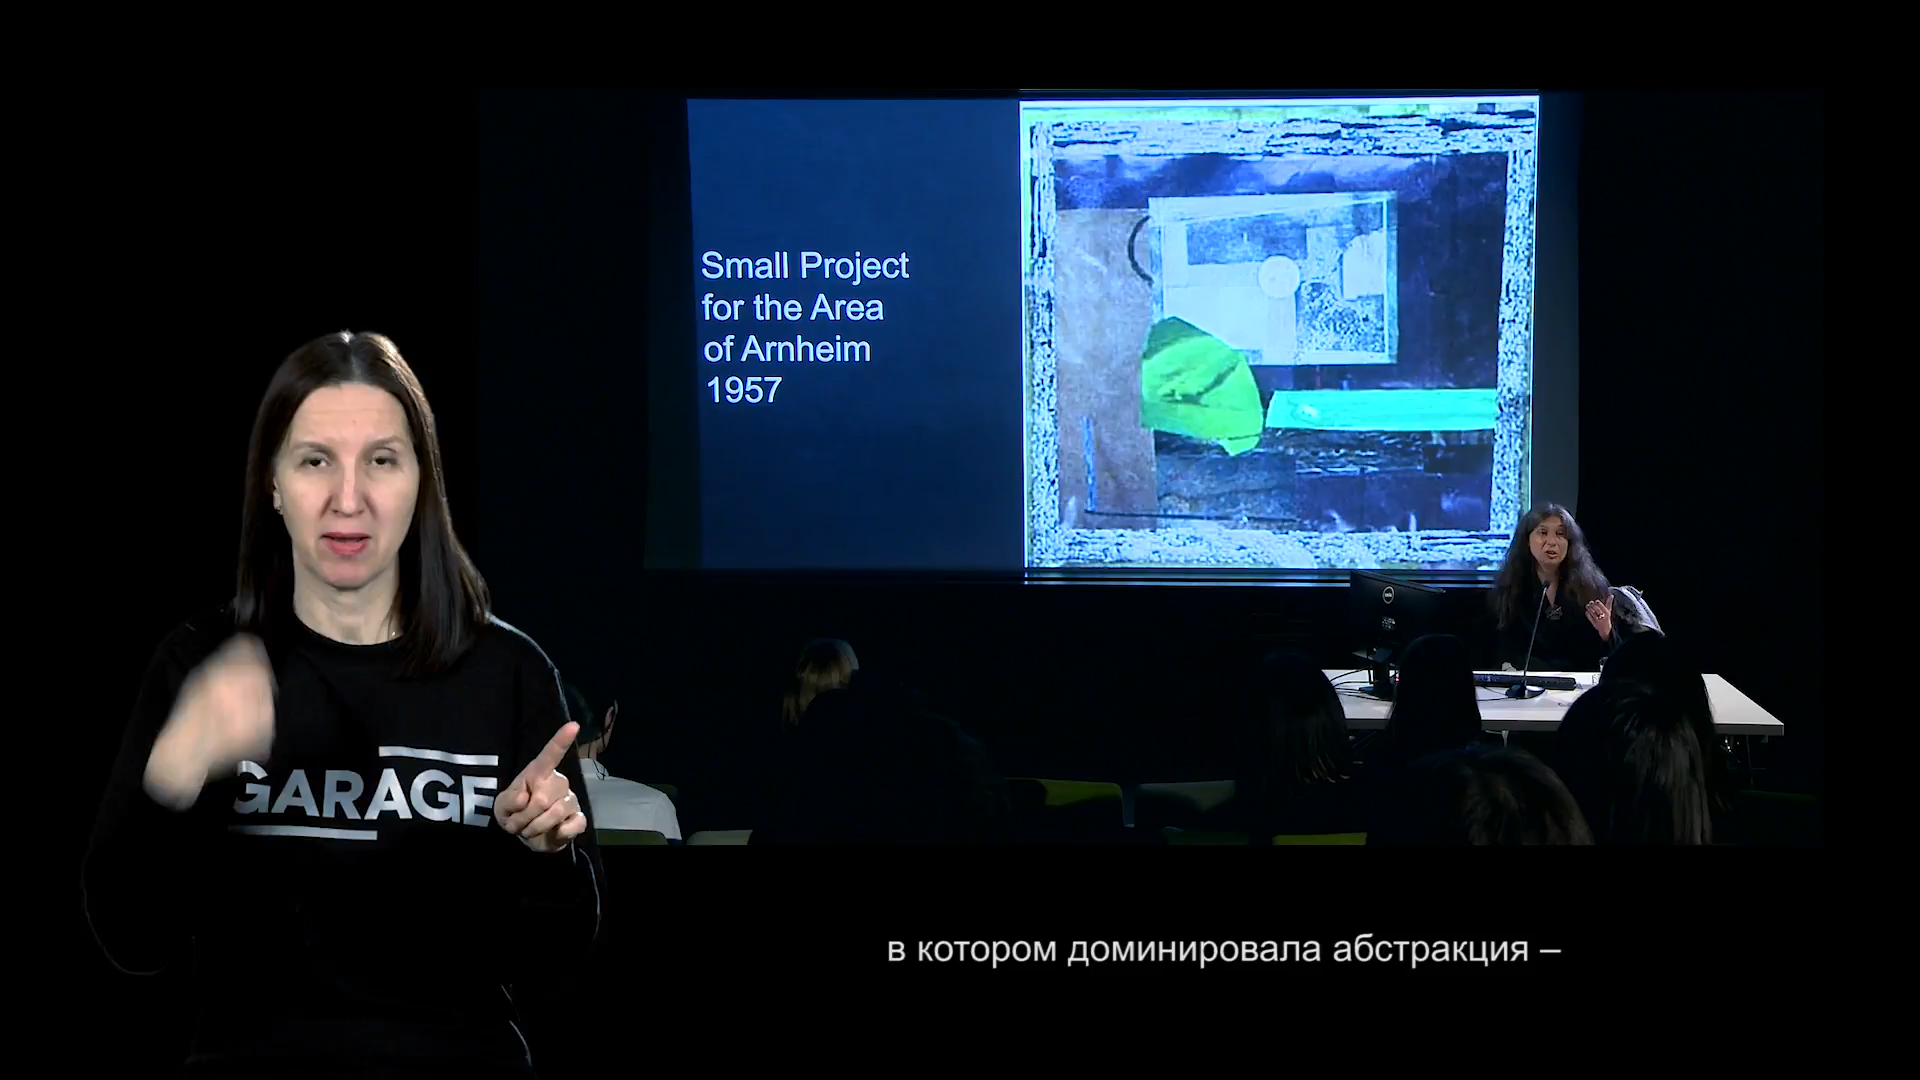 Small Project
for the Area
of Arnheim
1957
GARAGE
в котором доминировала абстракция –